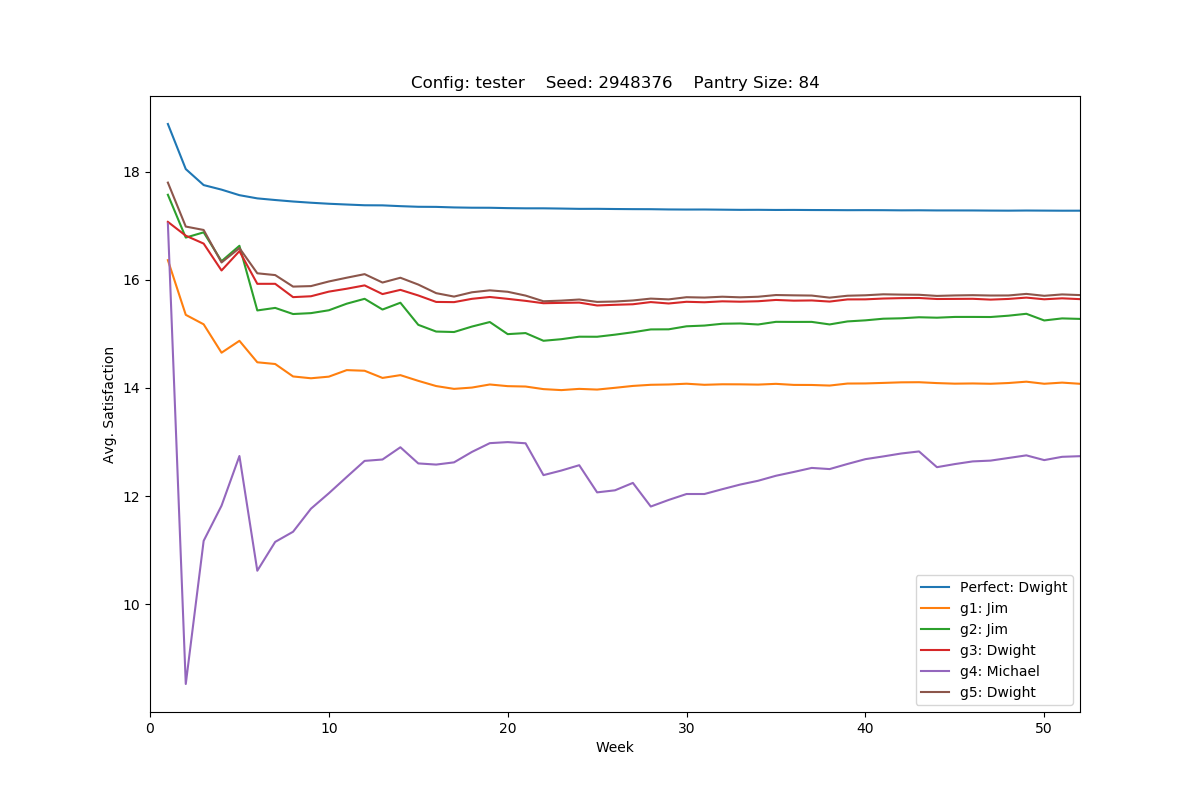 Config: tester    Seed: 2948376    Pantry Size: 84
18
16
14
12
10
Avg. Satisfaction
0 10 20 30 40 50
Week
Perfect: Dwight
g1: Jim
g2: Jim
g3: Dwight
g4: Michael
g5: Dwight